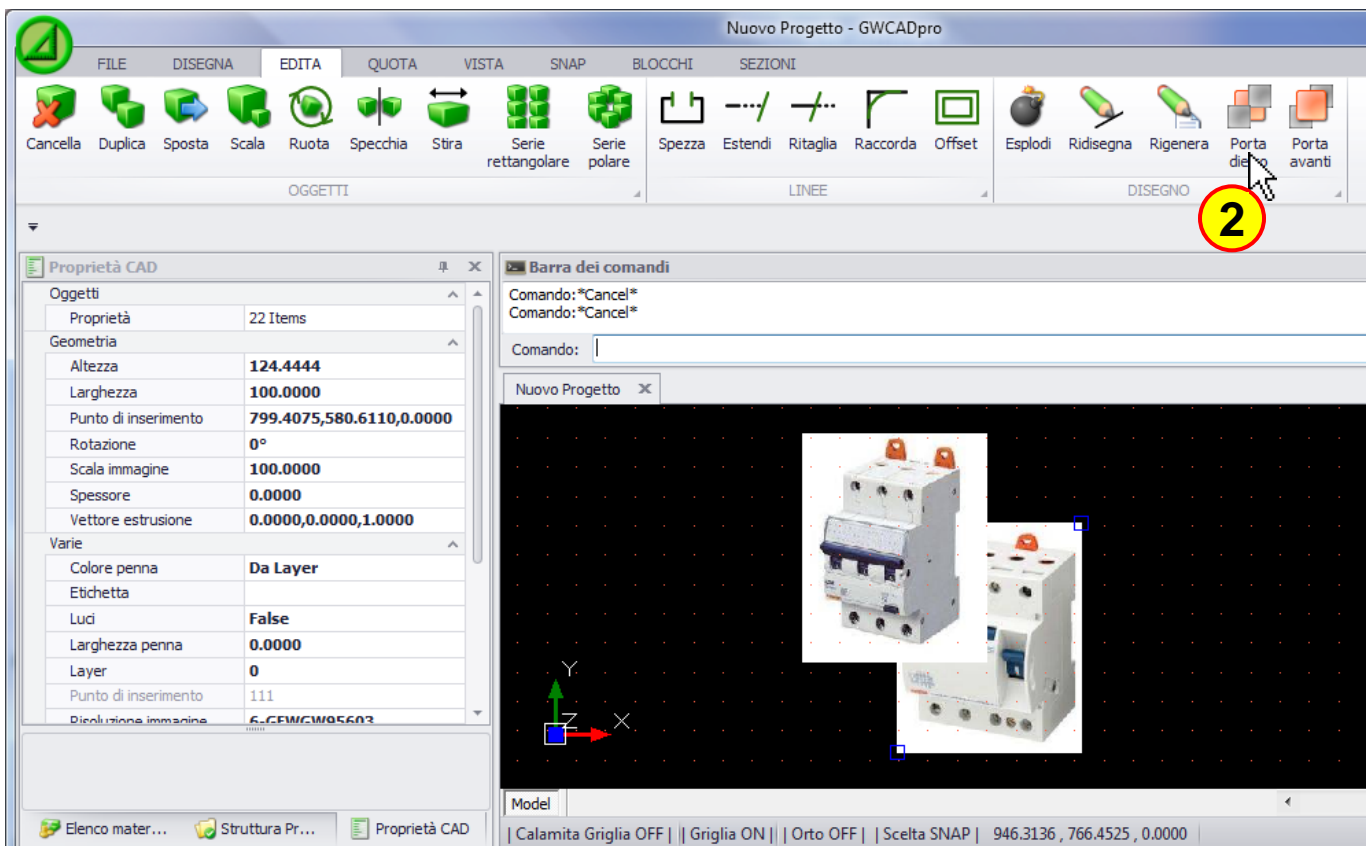 Nuovo Progetto - GWCADpro
FILE DISEGNA EDITA QUOTA VISTA SNAP BLOCCHI SEZIONI
Cancella Duplica Sposta Scala Ruota Specchia Stira Serie rettangolare Serie polare Spezza Estendi Ritaglia Raccorda Offset Esplodi Ridisegna Rigenera Porta Porta avanti
OGGETTI LINEE DISEGNO
2
Proprietà CAD
Oggetti
Proprietà 22 Items
Geometria
Altezza 124.4444
Larghezza 100.0000
Punto di inserimento 799.4075,580.6110,0.0000
Rotazione 0°
Scala immagine 100.0000
Spessore 0.0000
Vettore estrusione 0.0000,0.0000,1.0000
Varie
Colore penna Da Layer
Etichetta
Luci False
Larghezza penna 0.0000
Layer 0
Punto di inserimento 111
Risoluzione immagine 6-GEWGW95603
Elenco mater... Struttura Pr... Proprietà CAD
Barra dei comandi
Comando:*Cancel*
Comando:*Cancel*
Comando:
Nuovo Progetto
Y
Z X
Model
| Calamita Griglia OFF | | Griglia ON | | Orto OFF | | Scelta SNAP | 946.3136 , 766.4525 , 0.0000